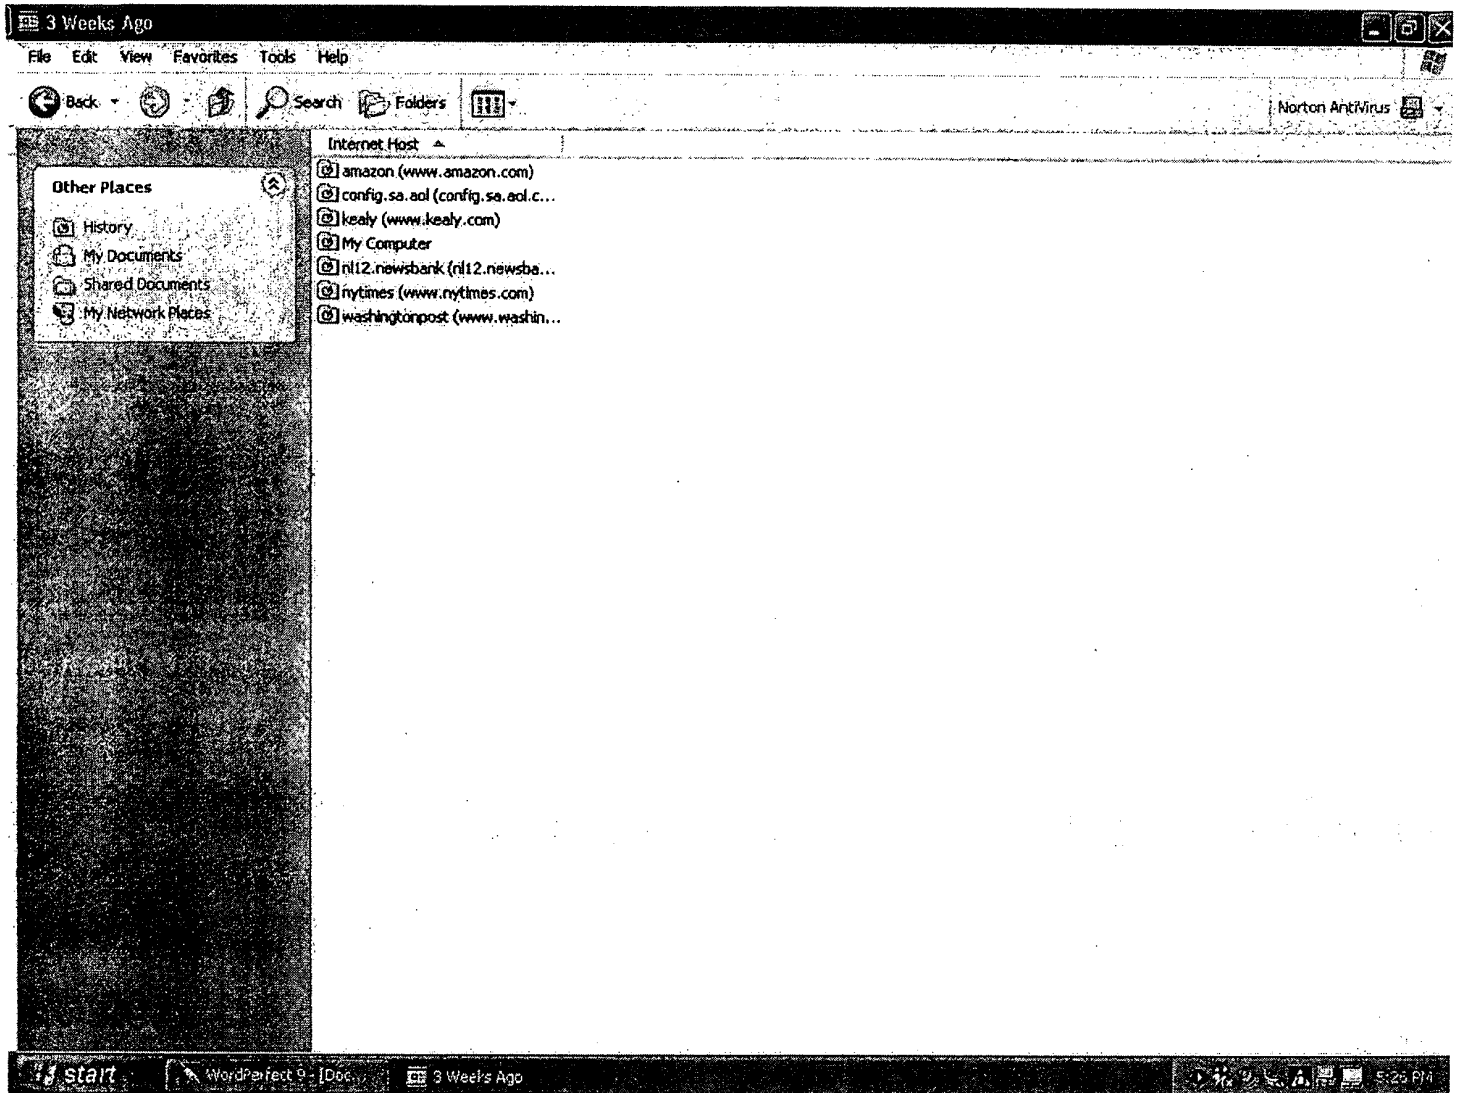 3 Weeks Ago
File Edit View Favorites Tools Help
Back Search Folders Norton AntiVirus
Internet Host
Other Places
History
My Documents
Shared Documents
My Network Places
amazon (www.amazon.com)
config.sa.aol (config.sa.aol.c...
kealy (www.kealy.com)
My Computer
nl12.newsbank (nl12.newsba...
nytimes (www.nytimes.com)
washingtonpost (www.washin...
start WordPerfect 9 - [Doc... 3 Weeks Ago 5:26 PM